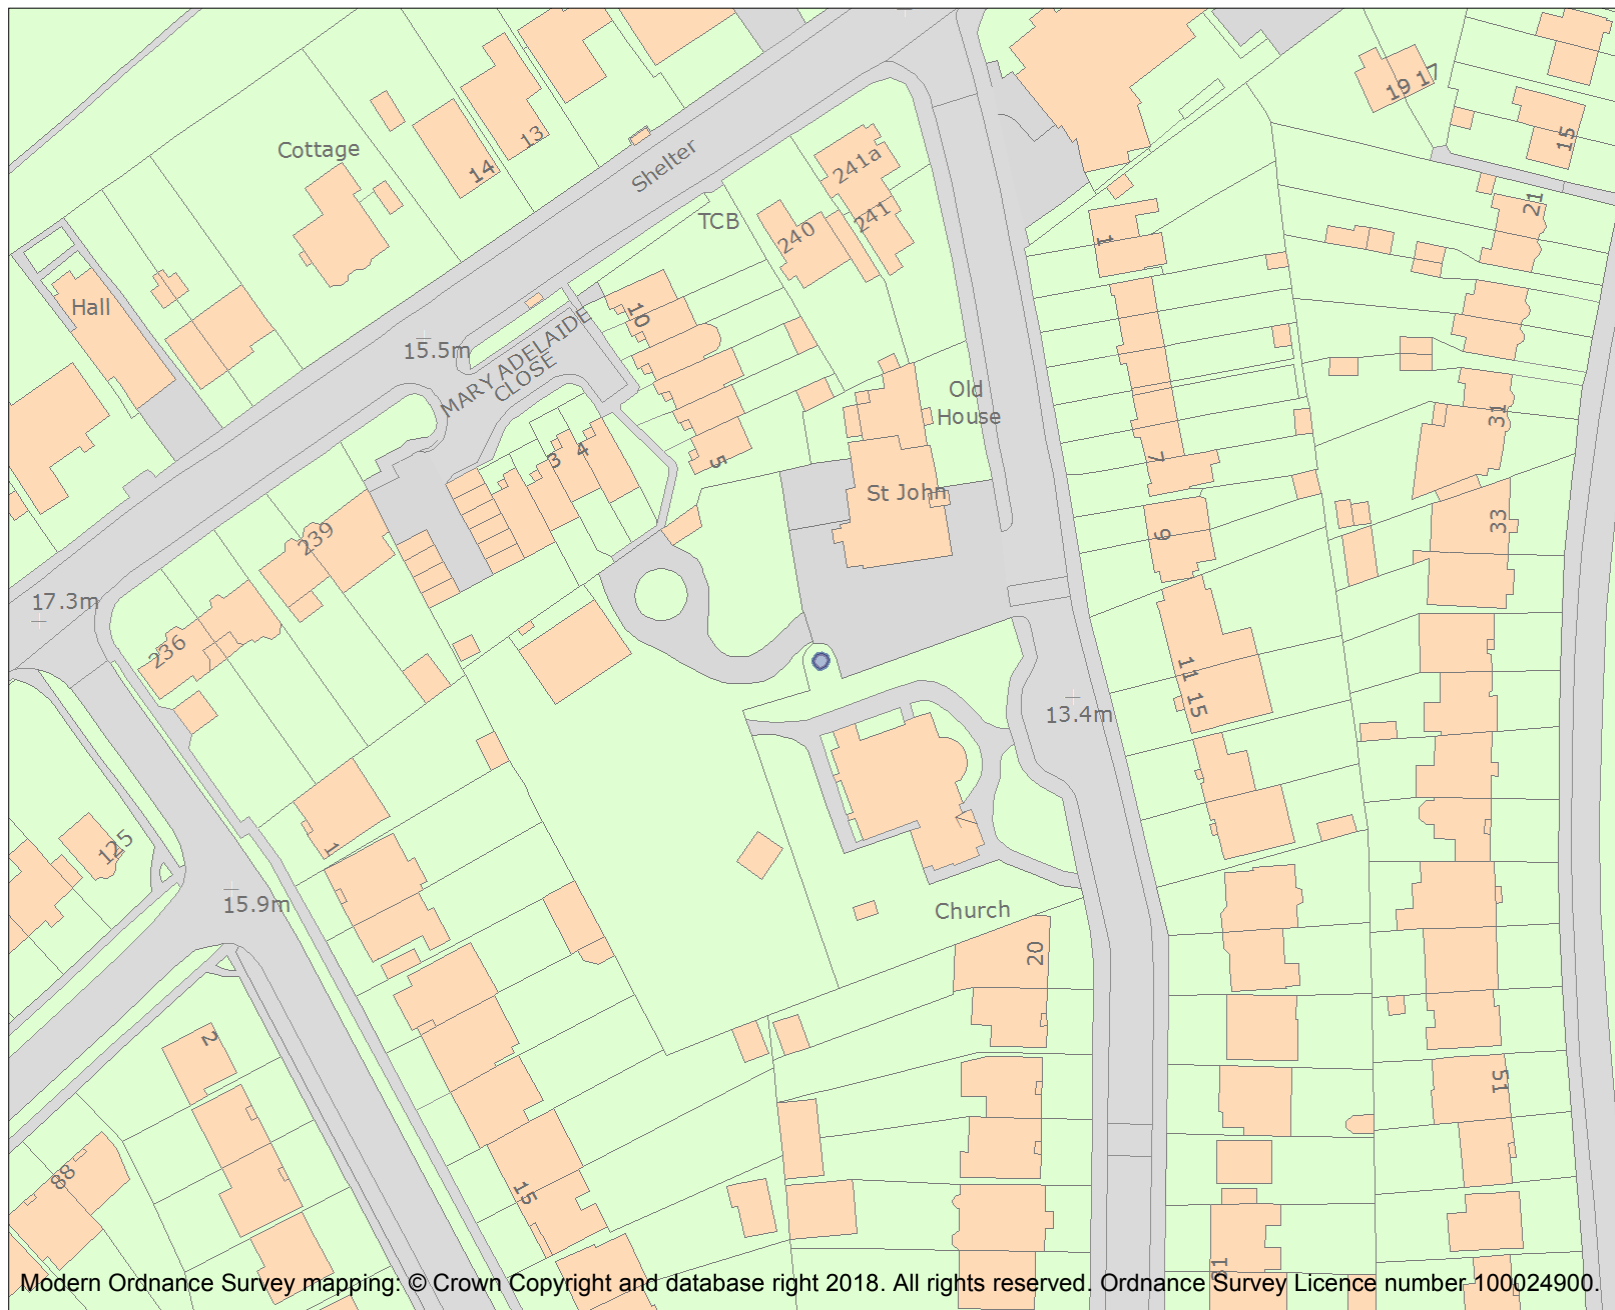 19 17
15
13
14
Cottage
Shelter
241a
21
TCB
241
240
1
Hall
10
15.5m
MARY ADELAIDE
CLOSE
Old
House
31
3
4
5
7
St John
33
239
9
17.3m
236
11 15
13.4m
7
1
125
15.9m
Church
20
2
51
88
15
81
Modern Ordnance Survey mapping: © Crown Copyright and database right 2018. All rights reserved. Ordnance Survey Licence number 100024900.